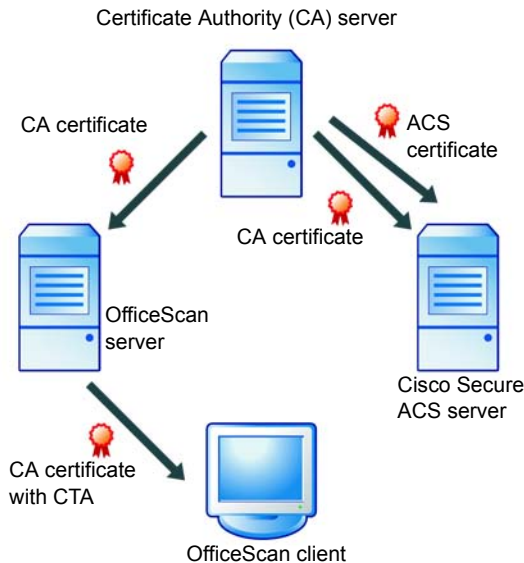 Certificate Authority (CA) server
CA certificate
ACS
certificate
CA certificate
OfficeScan
server
Cisco Secure
ACS server
CA certificate
with CTA
OfficeScan client